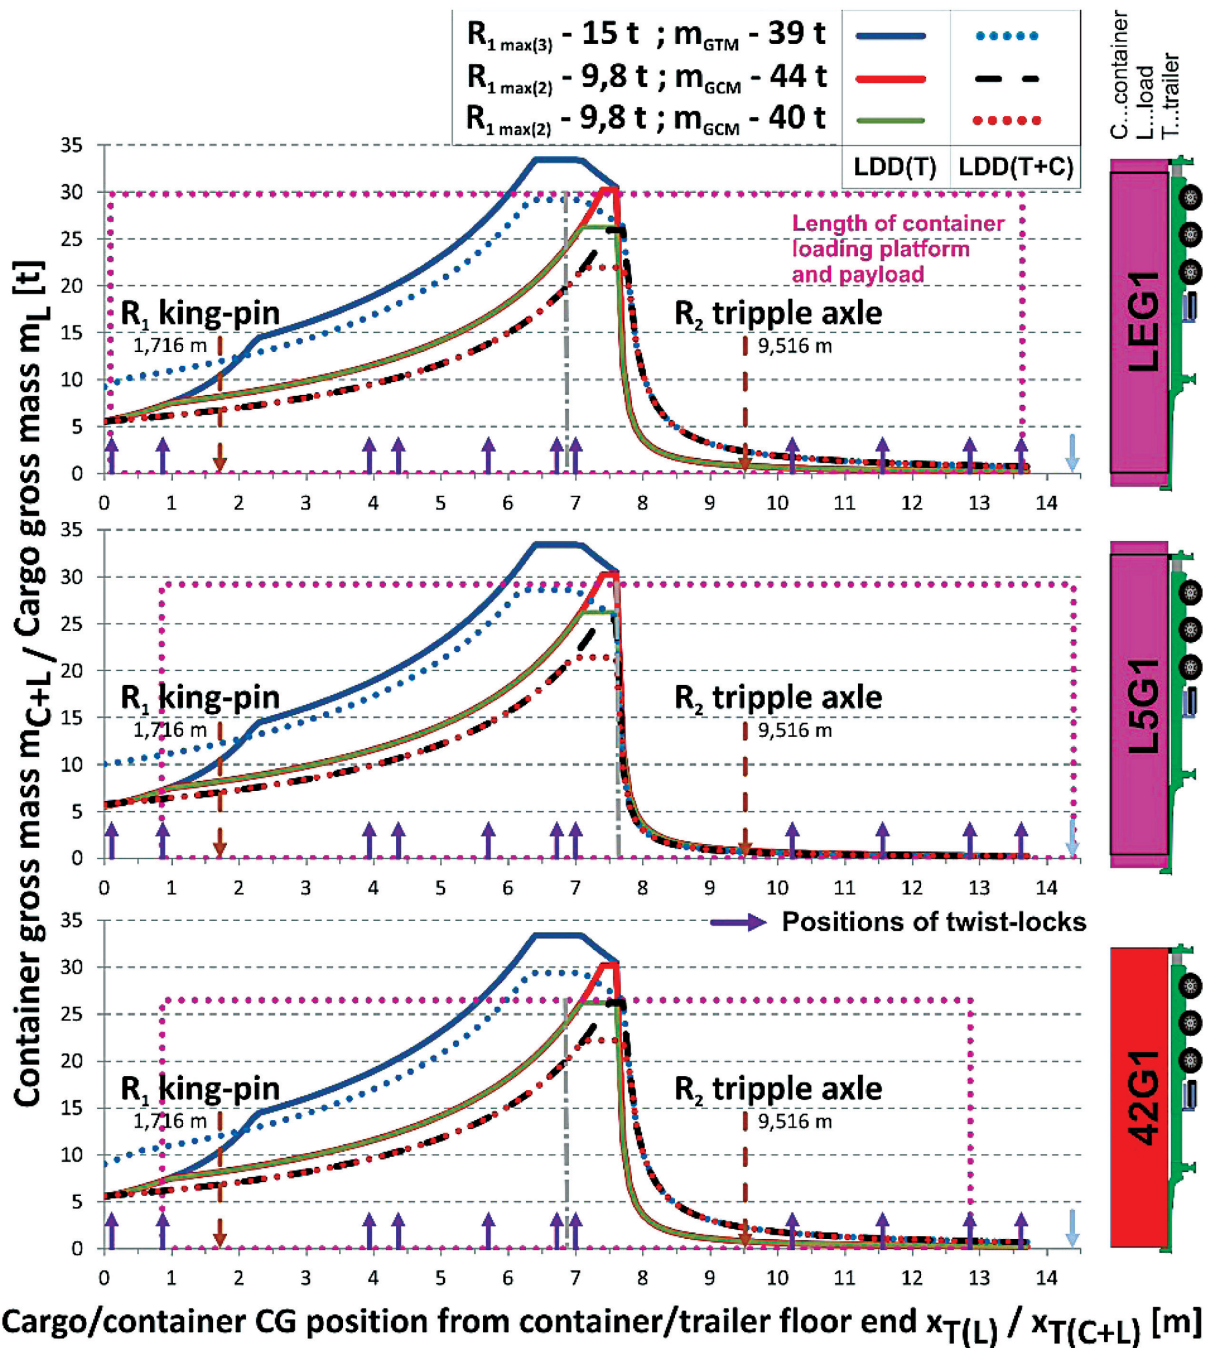 R1 max(3) - 15 t ; mGTM - 39 t
R1 max(2) - 9,8 t ; mGCM - 44 t
R1 max(2) - 9,8 t ; mGCM - 40 t
LDD(T) LDD(T+C)
C...container
L...load
T...trailer
Container gross mass mC+L / Cargo gross mass mL [t]
35
30
25
20
15
10
5
0
Length of container
loading platform
and payload
R1 king-pin
1,716 m
R2 tripple axle
9,516 m
0 1 2 3 4 5 6 7 8 9 10 11 12 13 14
LEG1
35
30
25
20
15
10
5
0
R1 king-pin
1,716 m
R2 tripple axle
9,516 m
0 1 2 3 4 5 6 7 8 9 10 11 12 13 14
L5G1
Positions of twist-locks
35
30
25
20
15
10
5
0
R1 king-pin
1,716 m
R2 tripple axle
9,516 m
0 1 2 3 4 5 6 7 8 9 10 11 12 13 14
42G1
Cargo/container CG position from container/trailer floor end xT(L) / xT(C+L) [m]